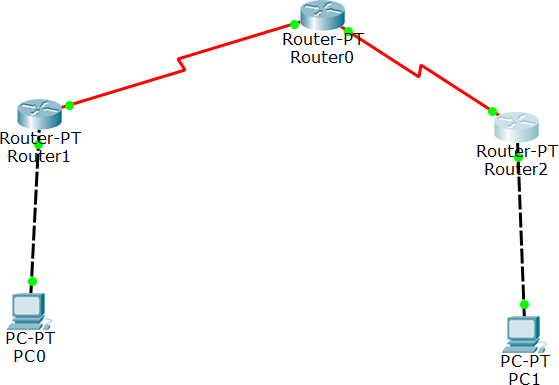 Router-PT
Router0
Router-PT
Router1
Router-PT
Router2
PC-PT
PC0
PC-PT
PC1